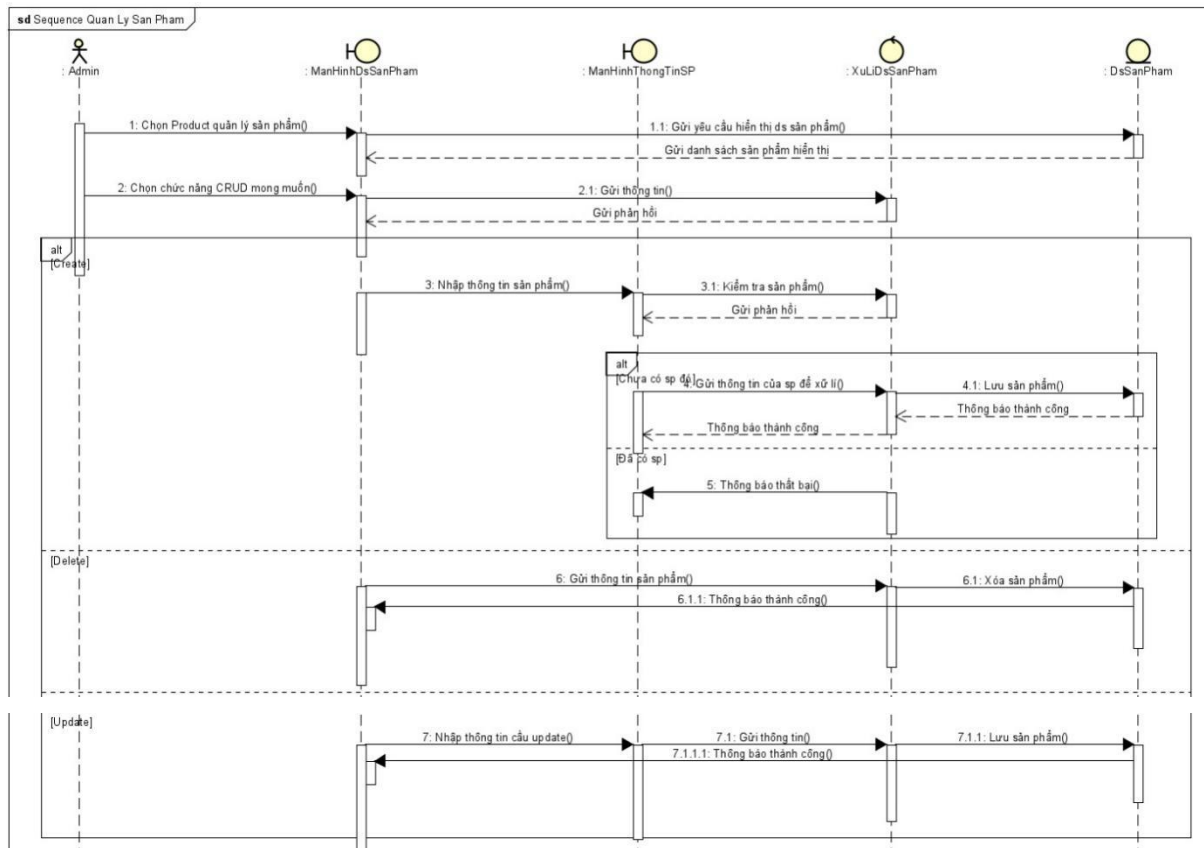 sd Sequence Quan Ly San Pham
: Admin
: ManHinhDsSanPham
: ManHinhThongTinSP
: XuLiDsSanPham
: DsSanPham
1: Chọn Product quản lý sản phẩm()
1.1: Gửi yêu cầu hiển thị ds sản phẩm()
Gửi danh sách sản phẩm hiển thị
2: Chọn chức năng CRUD mong muốn()
2.1: Gửi thông tin()
Gửi phản hồi
alt
[Create]
3: Nhập thông tin sản phẩm()
3.1: Kiểm tra sản phẩm()
Gửi phản hồi
alt
[Chưa có sp đó]
4: Gửi thông tin của sp để xữ lí()
4.1: Lưu sản phẩm()
Thông báo thành công
Thông báo thành công
[Đã có sp]
5: Thông báo thất bại()
[Delete]
6: Gửi thông tin sản phẩm()
6.1: Xóa sản phẩm()
6.1.1: Thông báo thành công()
[Update]
7: Nhập thông tin cầu update()
7.1: Gửi thông tin()
7.1.1: Lưu sản phẩm()
7.1.1.1: Thông báo thành công()